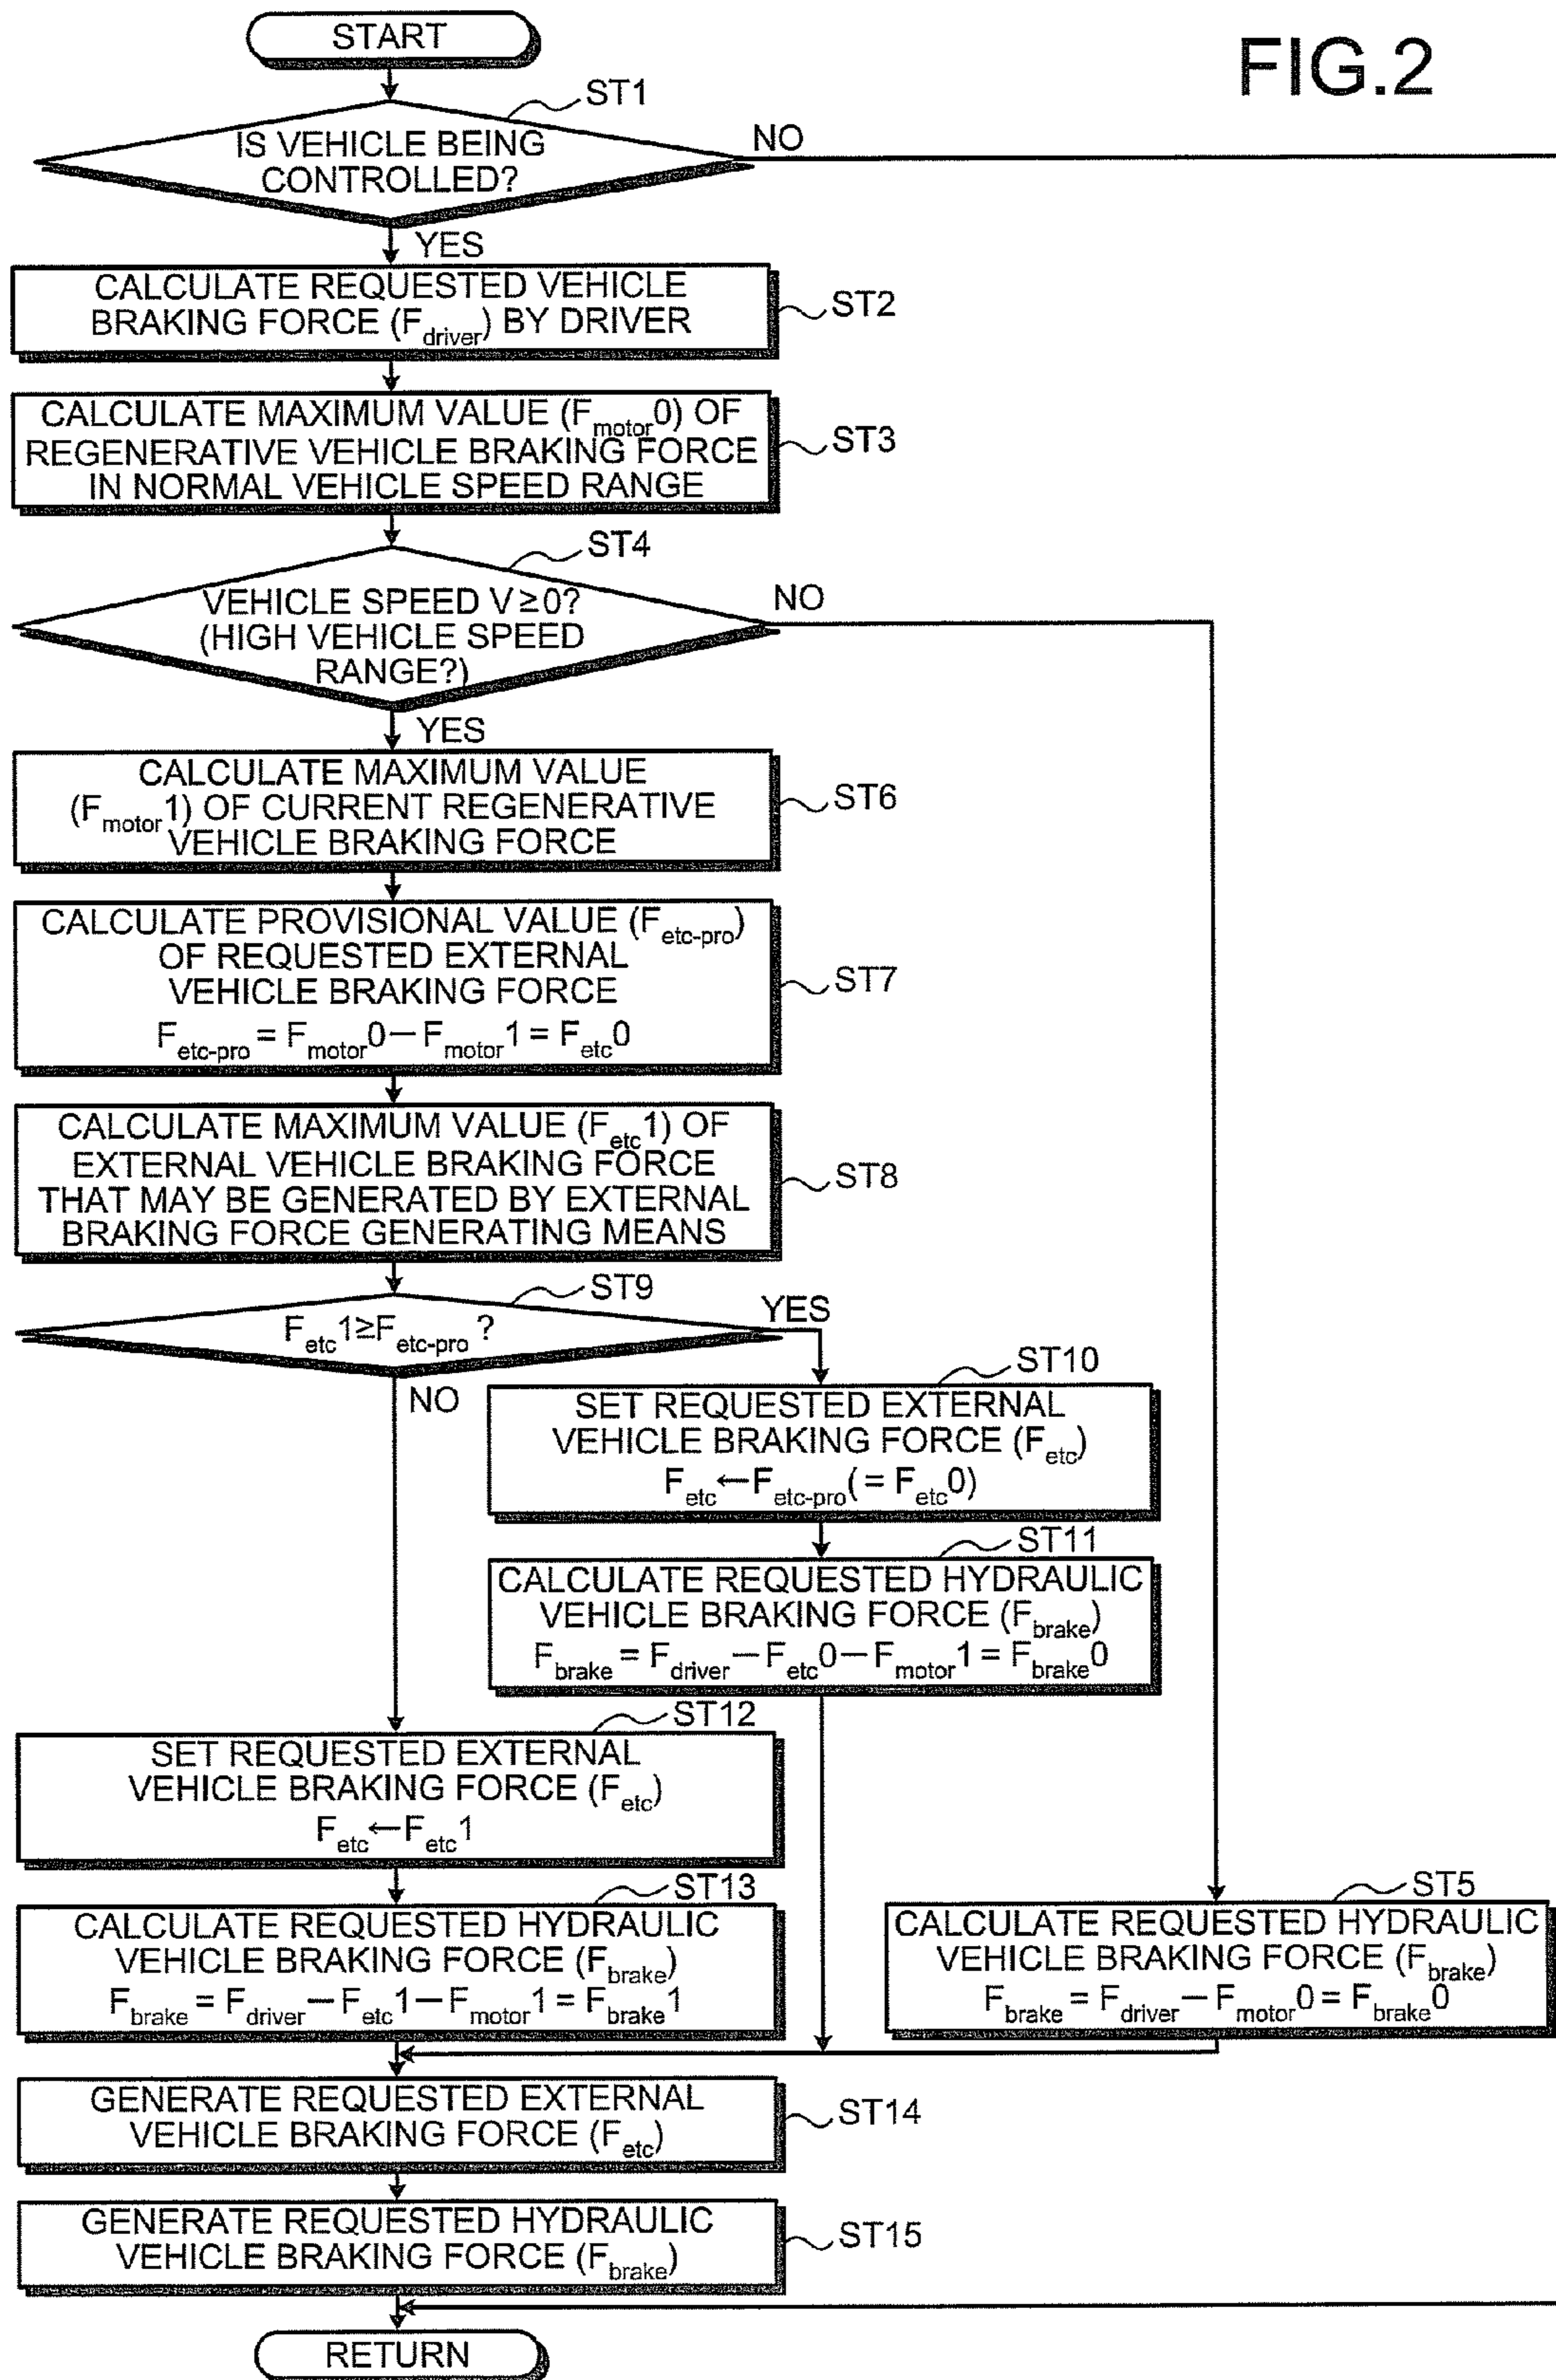 FIG.2
START
ST1
IS VEHICLE BEING
CONTROLLED?
NO
YES
CALCULATE REQUESTED VEHICLE
BRAKING FORCE (Fdriver) BY DRIVER
ST2
CALCULATE MAXIMUM VALUE (Fmotor0) OF
REGENERATIVE VEHICLE BRAKING FORCE
IN NORMAL VEHICLE SPEED RANGE
ST3
ST4
VEHICLE SPEED V≥0?
(HIGH VEHICLE SPEED
RANGE?)
NO
YES
CALCULATE MAXIMUM VALUE
(Fmotor1) OF CURRENT REGENERATIVE
VEHICLE BRAKING FORCE
ST6
CALCULATE PROVISIONAL VALUE (Fetc-pro)
OF REQUESTED EXTERNAL
VEHICLE BRAKING FORCE
Fetc-pro = Fmotor0−Fmotor1 = Fetc0
ST7
CALCULATE MAXIMUM VALUE (Fetc1) OF
EXTERNAL VEHICLE BRAKING FORCE
THAT MAY BE GENERATED BY EXTERNAL
BRAKING FORCE GENERATING MEANS
ST8
ST9
Fetc1≥Fetc-pro ?
YES
NO
ST10
SET REQUESTED EXTERNAL
VEHICLE BRAKING FORCE (Fetc)
Fetc←Fetc-pro(= Fetc0)
ST11
CALCULATE REQUESTED HYDRAULIC
VEHICLE BRAKING FORCE (Fbrake)
Fbrake = Fdriver−Fetc0−Fmotor1 = Fbrake0
ST12
SET REQUESTED EXTERNAL
VEHICLE BRAKING FORCE (Fetc)
Fetc←Fetc1
ST13
CALCULATE REQUESTED HYDRAULIC
VEHICLE BRAKING FORCE (Fbrake)
Fbrake = Fdriver−Fetc1−Fmotor1 = Fbrake1
ST5
CALCULATE REQUESTED HYDRAULIC
VEHICLE BRAKING FORCE (Fbrake)
Fbrake = Fdriver−Fmotor0 = Fbrake0
GENERATE REQUESTED EXTERNAL
VEHICLE BRAKING FORCE (Fetc)
ST14
GENERATE REQUESTED HYDRAULIC
VEHICLE BRAKING FORCE (Fbrake)
ST15
RETURN